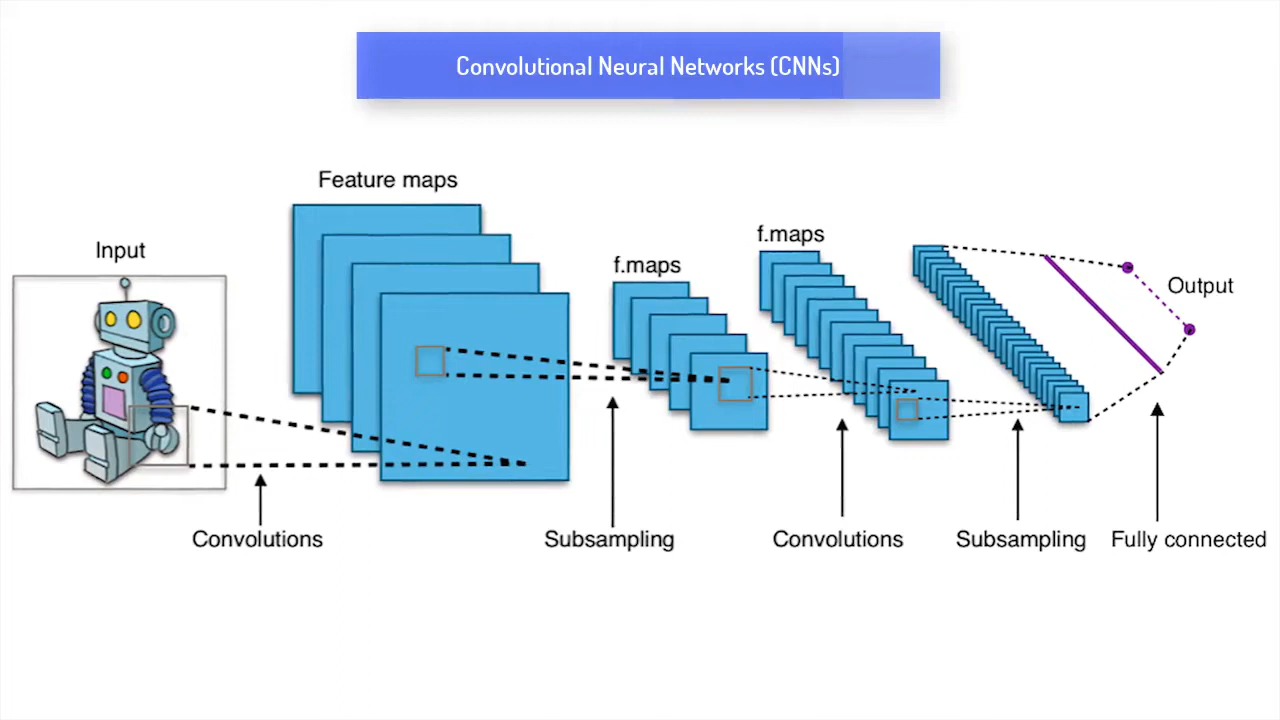 Convolutional Neural Networks (CNNs)
Feature maps
f.maps
Input
f.maps
Output
Convolutions
Subsampling
Convolutions
Subsampling
Fully connected